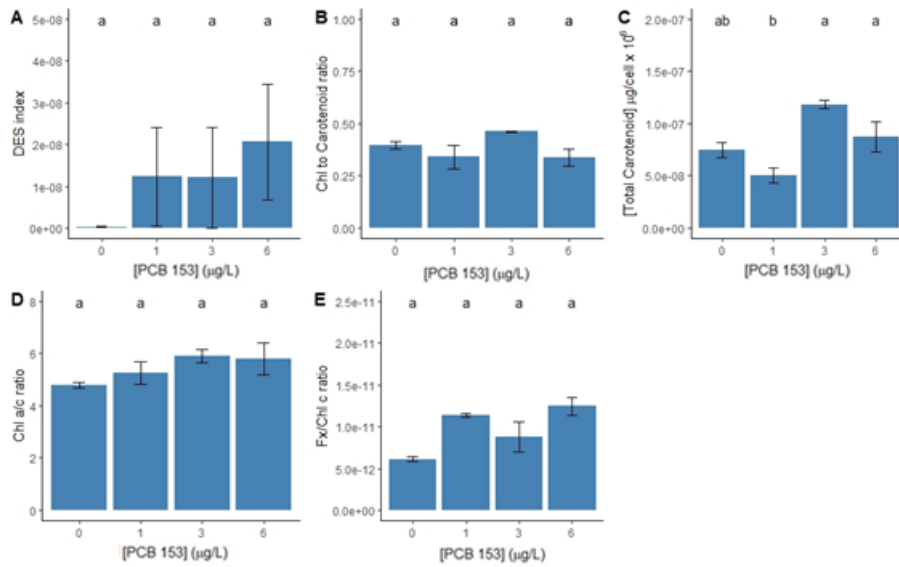 A
a a a a
5e-08
4e-08
3e-08
2e-08
1e-08
0e+00
DES index
0 1 3 6
[PCB 153] (μg/L)
B
a a a a
1.00
0.75
0.50
0.25
0.00
Chl to Carotenoid ratio
0 1 3 6
[PCB 153] (μg/L)
C
ab b a a
2.0e-07
1.5e-07
1.0e-07
5.0e-08
0.0e+00
[Total Carotenoid] μg/cell x 10⁶
0 1 3 6
[PCB 153] (μg/L)
D
a a a a
8
6
4
2
0
Chl a/c ratio
0 1 3 6
[PCB 153] (μg/L)
E
a a a a
2.5e-11
2.0e-11
1.5e-11
1.0e-11
5.0e-12
0.0e+00
Fx/Chl c ratio
0 1 3 6
[PCB 153] (μg/L)